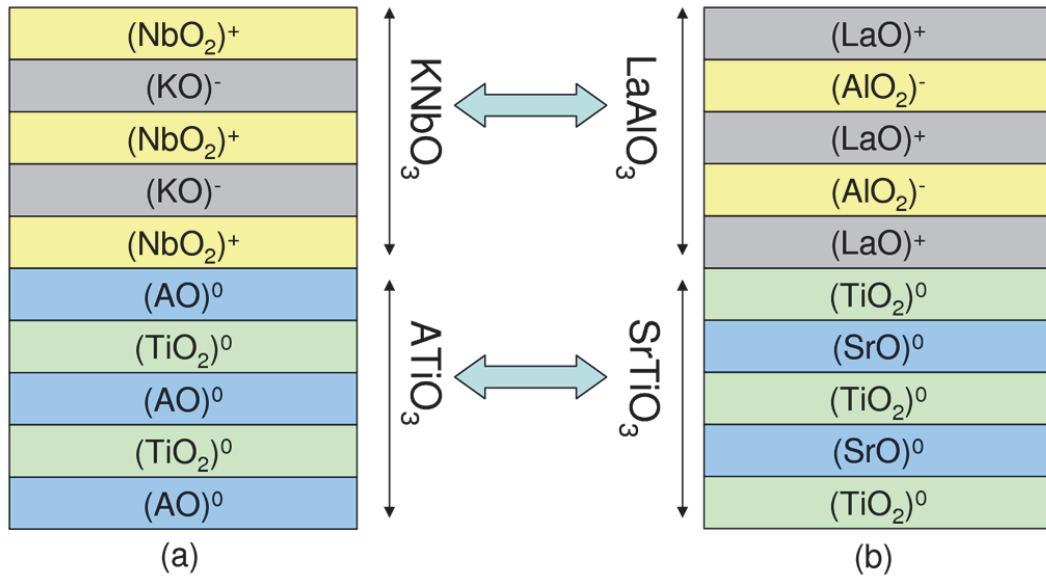 (NbO₂)⁺
(KO)⁻
(NbO₂)⁺
(KO)⁻
(NbO₂)⁺
(AO)⁰
(TiO₂)⁰
(AO)⁰
(TiO₂)⁰
(AO)⁰
(a)
KNbO₃
ATiO₃
LaAlO₃
SrTiO₃
(LaO)⁺
(AlO₂)⁻
(LaO)⁺
(AlO₂)⁻
(LaO)⁺
(TiO₂)⁰
(SrO)⁰
(TiO₂)⁰
(SrO)⁰
(TiO₂)⁰
(b)